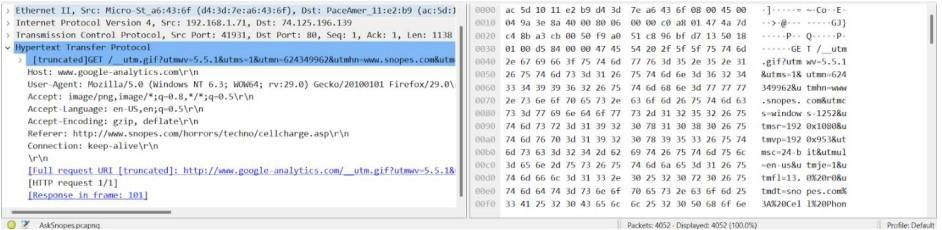 Ethernet II, Src: Micro-St_a6:43:6f (d4:3d:7e:a6:43:6f), Dst: PaceAmer_11:e2:b9 (ac:5d:1
Internet Protocol Version 4, Src: 192.168.1.71, Dst: 74.125.196.139
Transmission Control Protocol, Src Port: 41931, Dst Port: 80, Seq: 1, Ack: 1, Len: 1138
Hypertext Transfer Protocol
[truncated]GET /__utm.gif?utmwv=5.5.1&utms=1&utmn=624349962&utmhn=www.snopes.com&utm
Host: www.google-analytics.com\r\n
User-Agent: Mozilla/5.0 (Windows NT 6.3; WOW64; rv:29.0) Gecko/20100101 Firefox/29.0\
Accept: image/png,image/*;q=0.8,*/*;q=0.5\r\n
Accept-Language: en-US,en;q=0.5\r\n
Accept-Encoding: gzip, deflate\r\n
Referer: http://www.snopes.com/horrors/techno/cellcharge.asp\r\n
Connection: keep-alive\r\n
\r\n
[Full request URI [truncated]: http://www.google-analytics.com/__utm.gif?utmwv=5.5.1&
[HTTP request 1/1]
[Response in frame: 101]
0000 ac 5d 10 11 e2 b9 d4 3d 7e a6 43 6f 08 00 45 00 ·]·····= ~·Co··E·
0010 04 9a 3e 8a 40 00 80 06 00 00 c0 a8 01 47 4a 7d ··>·@··· ·····GJ}
0020 c4 8b a3 cb 00 50 f9 a0 51 c8 96 bf d7 13 50 18 ·····P·· Q·····P·
0030 01 00 d5 84 00 00 47 45 54 20 2f 5f 5f 75 74 6d ······GE T /__utm
0040 2e 67 69 66 3f 75 74 6d 77 76 3d 35 2e 35 2e 31 .gif?utm wv=5.5.1
0050 26 75 74 6d 73 3d 31 26 75 74 6d 6e 3d 36 32 34 &utms=1& utmn=624
0060 33 34 39 39 36 32 26 75 74 6d 68 6e 3d 77 77 77 349962&u tmhn=www
0070 2e 73 6e 6f 70 65 73 2e 63 6f 6d 26 75 74 6d 63 .snopes. com&utmc
0080 73 3d 77 69 6e 64 6f 77 73 2d 31 32 35 32 26 75 s=window s-1252&u
0090 74 6d 73 72 3d 31 39 32 30 78 31 30 38 30 26 75 tmsr=192 0x1080&u
00a0 74 6d 76 70 3d 31 39 32 30 78 39 35 33 26 75 74 tmvp=192 0x953&ut
00b0 6d 73 63 3d 32 34 2d 62 69 74 26 75 74 6d 75 6c msc=24-b it&utmul
00c0 3d 65 6e 2d 75 73 26 75 74 6d 6a 65 3d 31 26 75 =en-us&u tmje=1&u
00d0 74 6d 66 6c 3d 31 33 2e 30 25 32 30 72 30 26 75 tmfl=13. 0%20r0&u
00e0 74 6d 64 74 3d 73 6e 6f 70 65 73 2e 63 6f 6d 25 tmdt=sno pes.com%
00f0 33 41 25 32 30 43 65 6c 6c 25 32 30 50 68 6f 6e 3A%20Cel l%20Phon
AskSnopes.pcapng
Packets: 4052 · Displayed: 4052 (100.0%)
Profile: Default